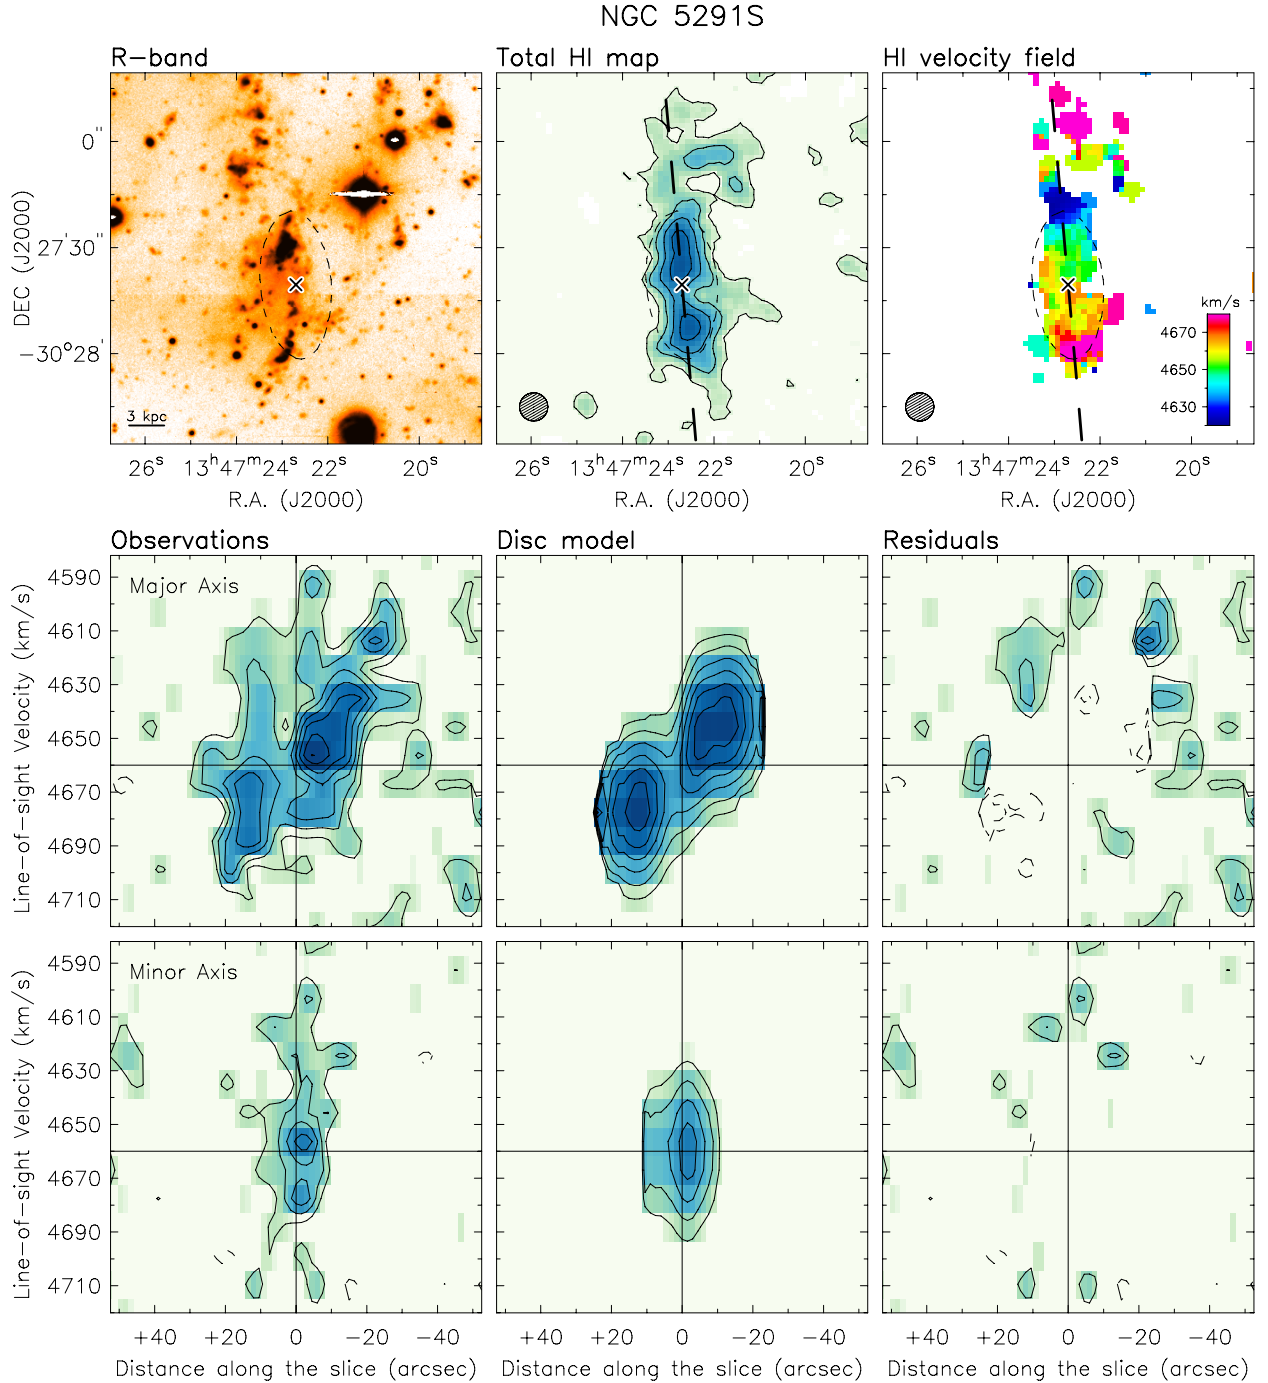 NGC 5291S
R-band
Total HI map
HI velocity field
DEC (J2000)
0"
27'30"
-30°28'
3 kpc
km/s
4670
4650
4630
26ˢ 13ʰ47ᵐ24ˢ 22ˢ 20ˢ
26ˢ 13ʰ47ᵐ24ˢ 22ˢ 20ˢ
26ˢ 13ʰ47ᵐ24ˢ 22ˢ 20ˢ
R.A. (J2000)
R.A. (J2000)
R.A. (J2000)
Observations
Disc model
Residuals
Line-of-sight Velocity (km/s)
4590
4610
4630
4650
4670
4690
4710
Major Axis
Line-of-sight Velocity (km/s)
4590
4610
4630
4650
4670
4690
4710
Minor Axis
+40 +20 0 -20 -40
+40 +20 0 -20 -40
+40 +20 0 -20 -40
Distance along the slice (arcsec)
Distance along the slice (arcsec)
Distance along the slice (arcsec)